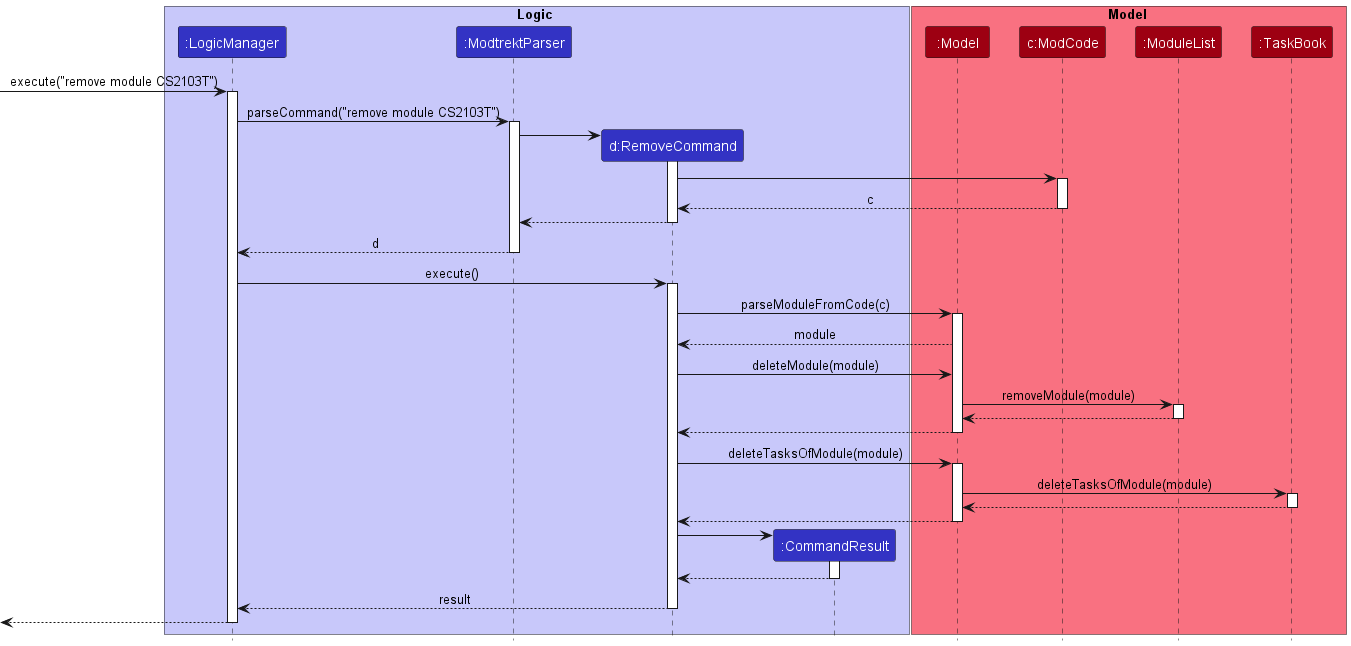 Logic
Model
:LogicManager
:ModtrektParser
:Model
c:ModCode
:ModuleList
:TaskBook
execute("remove module CS2103T")
parseCommand("remove module CS2103T")
d:RemoveCommand
c
d
execute()
parseModuleFromCode(c)
module
deleteModule(module)
removeModule(module)
deleteTasksOfModule(module)
deleteTasksOfModule(module)
:CommandResult
result